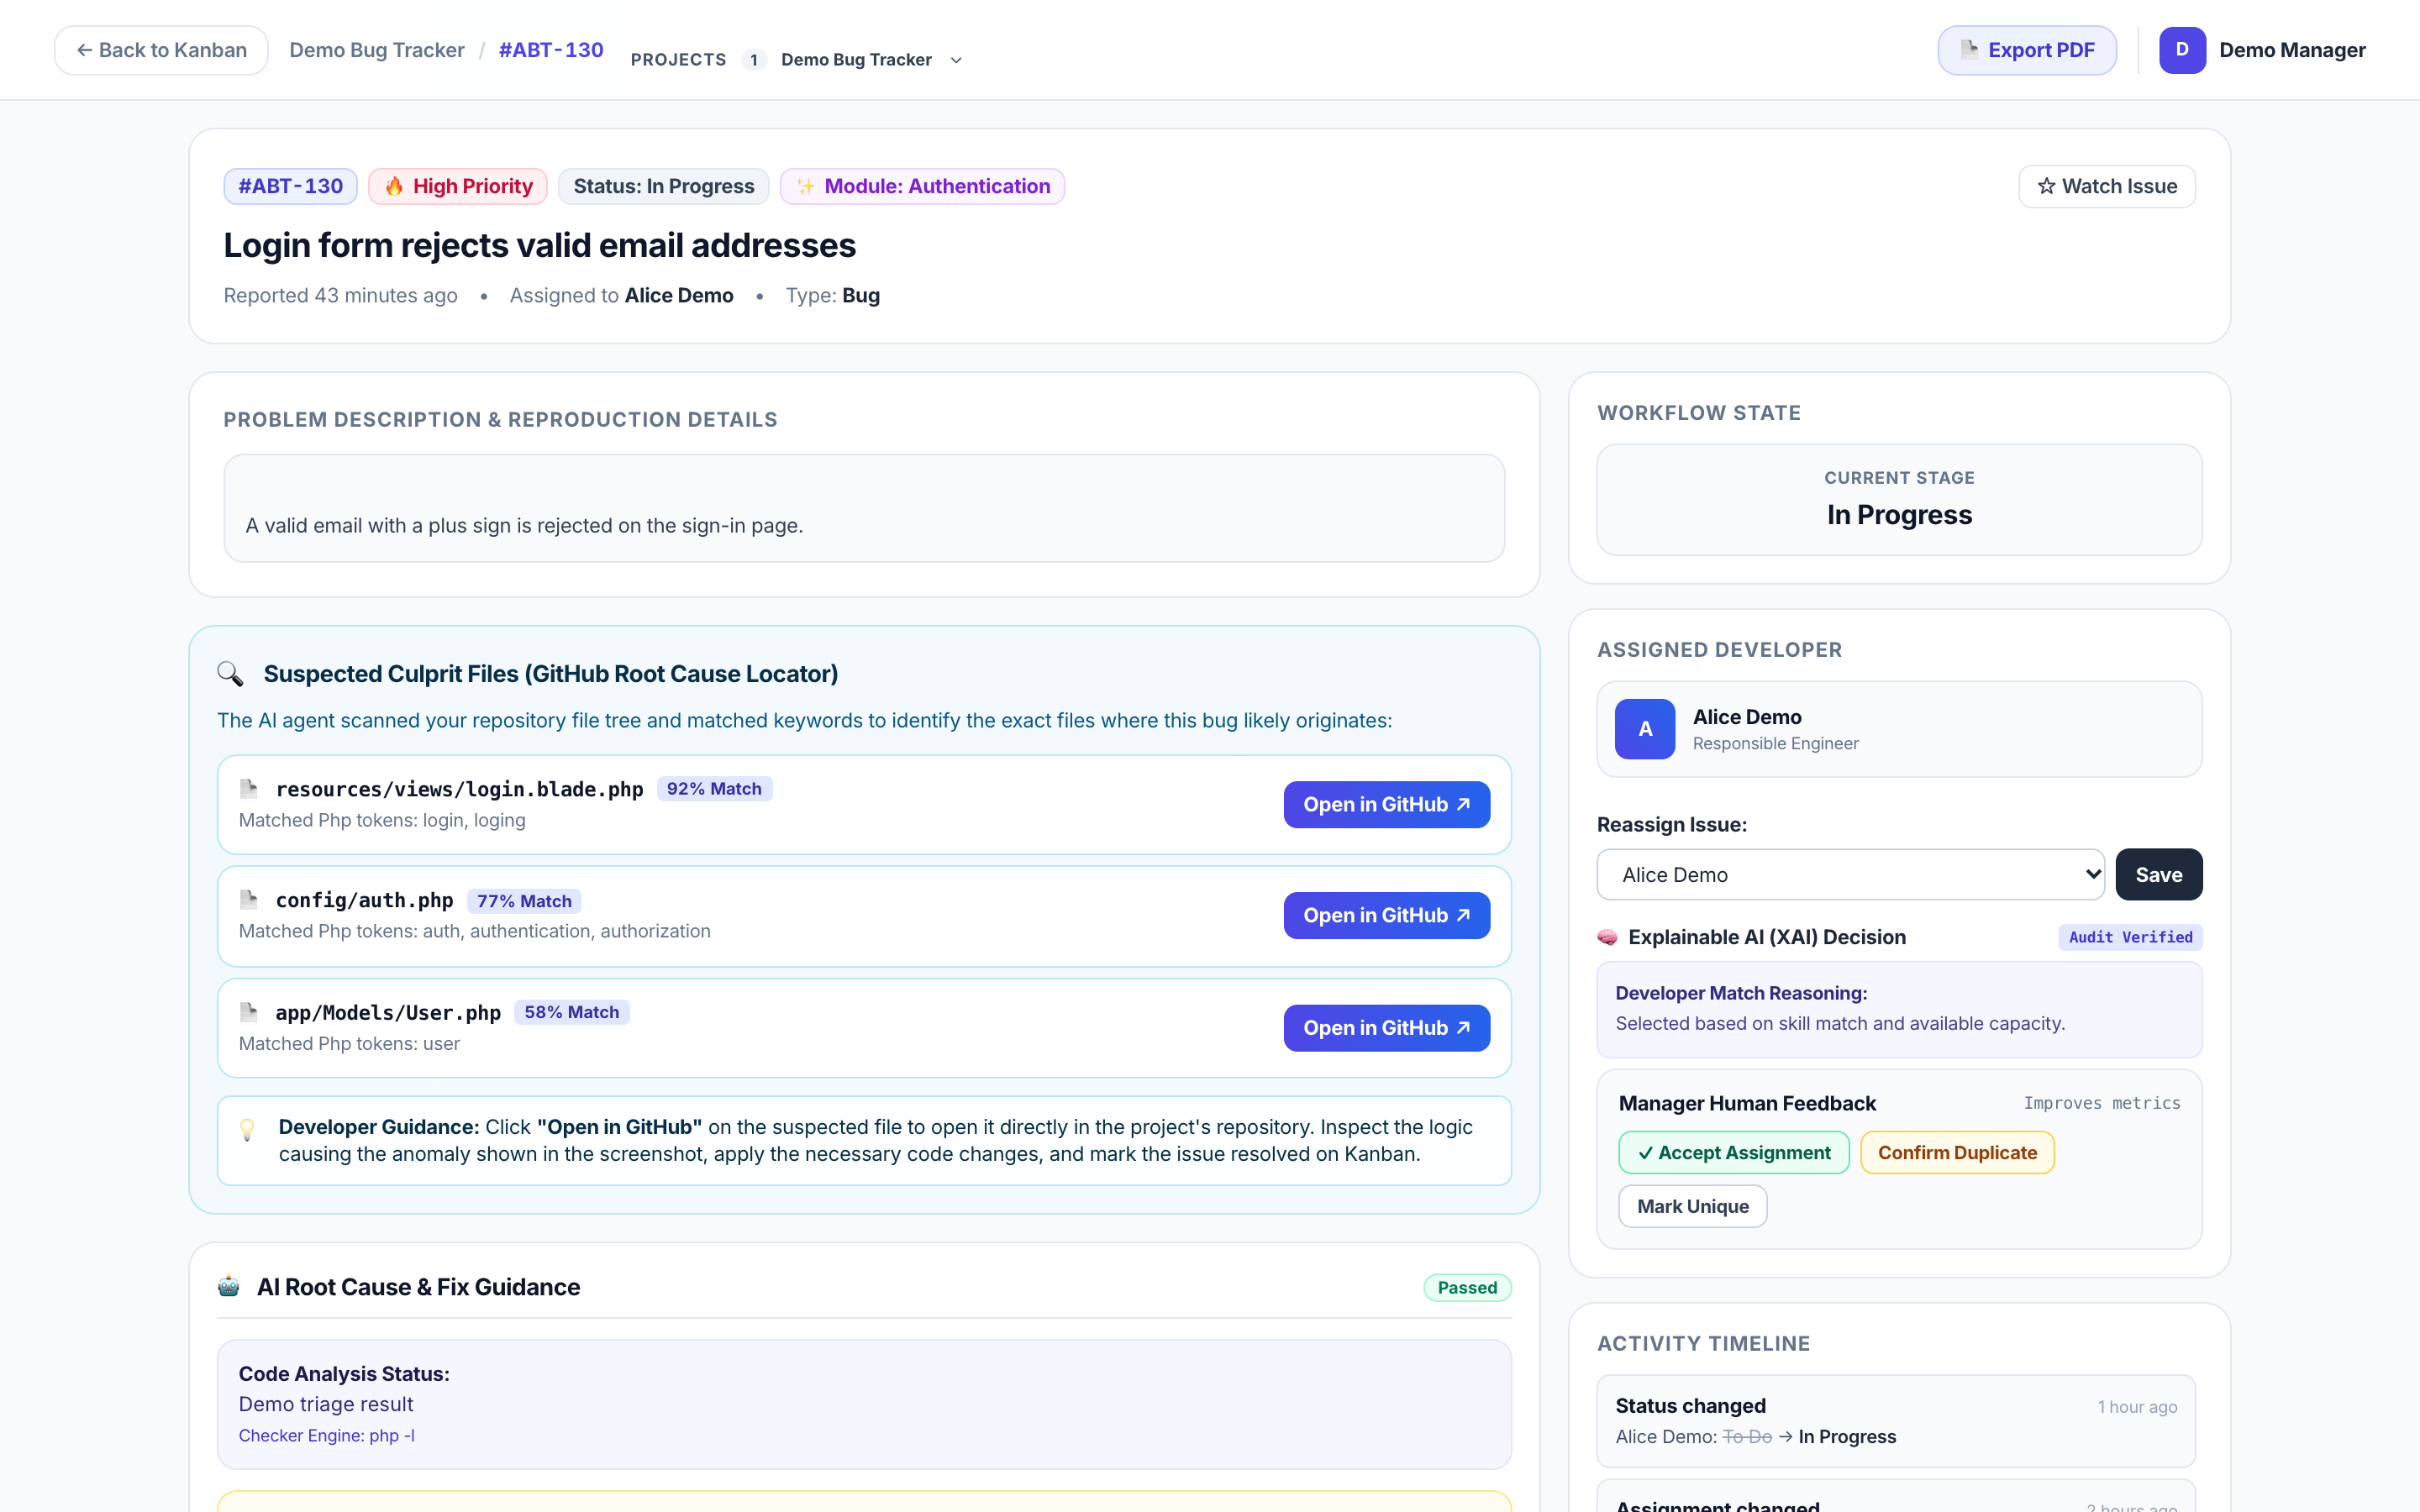 ← Back to Kanban
Demo Bug Tracker / #ABT-130
PROJECTS 1 Demo Bug Tracker
Export PDF
D Demo Manager
#ABT-130
High Priority
Status: In Progress
Module: Authentication
☆ Watch Issue
Login form rejects valid email addresses
Reported 43 minutes ago • Assigned to Alice Demo • Type: Bug
PROBLEM DESCRIPTION & REPRODUCTION DETAILS
A valid email with a plus sign is rejected on the sign-in page.
Suspected Culprit Files (GitHub Root Cause Locator)
The AI agent scanned your repository file tree and matched keywords to identify the exact files where this bug likely originates:
resources/views/login.blade.php 92% Match
Matched Php tokens: login, loging
Open in GitHub ↗
config/auth.php 77% Match
Matched Php tokens: auth, authentication, authorization
Open in GitHub ↗
app/Models/User.php 58% Match
Matched Php tokens: user
Open in GitHub ↗
Developer Guidance: Click "Open in GitHub" on the suspected file to open it directly in the project's repository. Inspect the logic
causing the anomaly shown in the screenshot, apply the necessary code changes, and mark the issue resolved on Kanban.
AI Root Cause & Fix Guidance
Passed
Code Analysis Status:
Demo triage result
Checker Engine: php -l
WORKFLOW STATE
CURRENT STAGE
In Progress
ASSIGNED DEVELOPER
A
Alice Demo
Responsible Engineer
Reassign Issue:
Alice Demo
Save
Explainable AI (XAI) Decision
Audit Verified
Developer Match Reasoning:
Selected based on skill match and available capacity.
Manager Human Feedback
Improves metrics
✓ Accept Assignment
Confirm Duplicate
Mark Unique
ACTIVITY TIMELINE
Status changed
1 hour ago
Alice Demo: To Do → In Progress
Assignment changed
2 hours ago